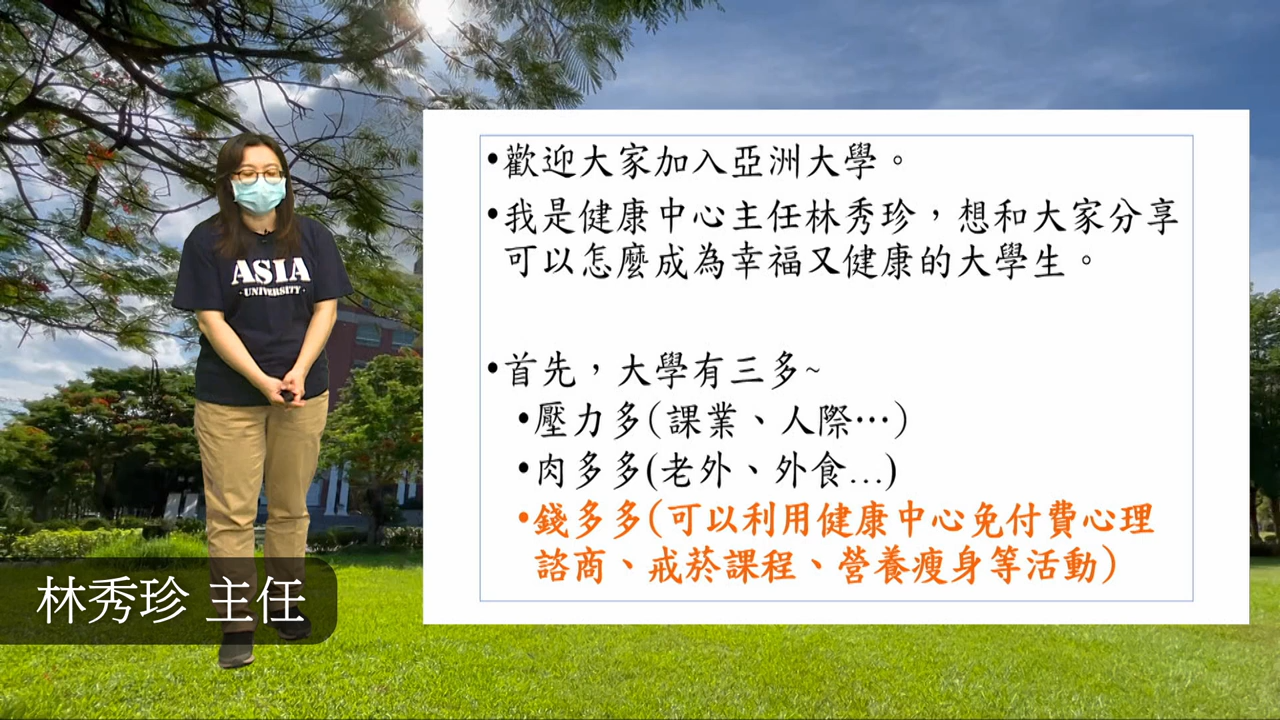 ASIA
UNIVERSITY
•歡迎大家加入亞洲大學。
•我是健康中心主任林秀珍，想和大家分享
可以怎麼成為幸福又健康的大學生。
•首先，大學有三多~
•壓力多(課業、人際…)
•肉多多(老外、外食...)
•錢多多(可以利用健康中心免付費心理
諮商、戒菸課程、營養瘦身等活動)
林秀珍 主任